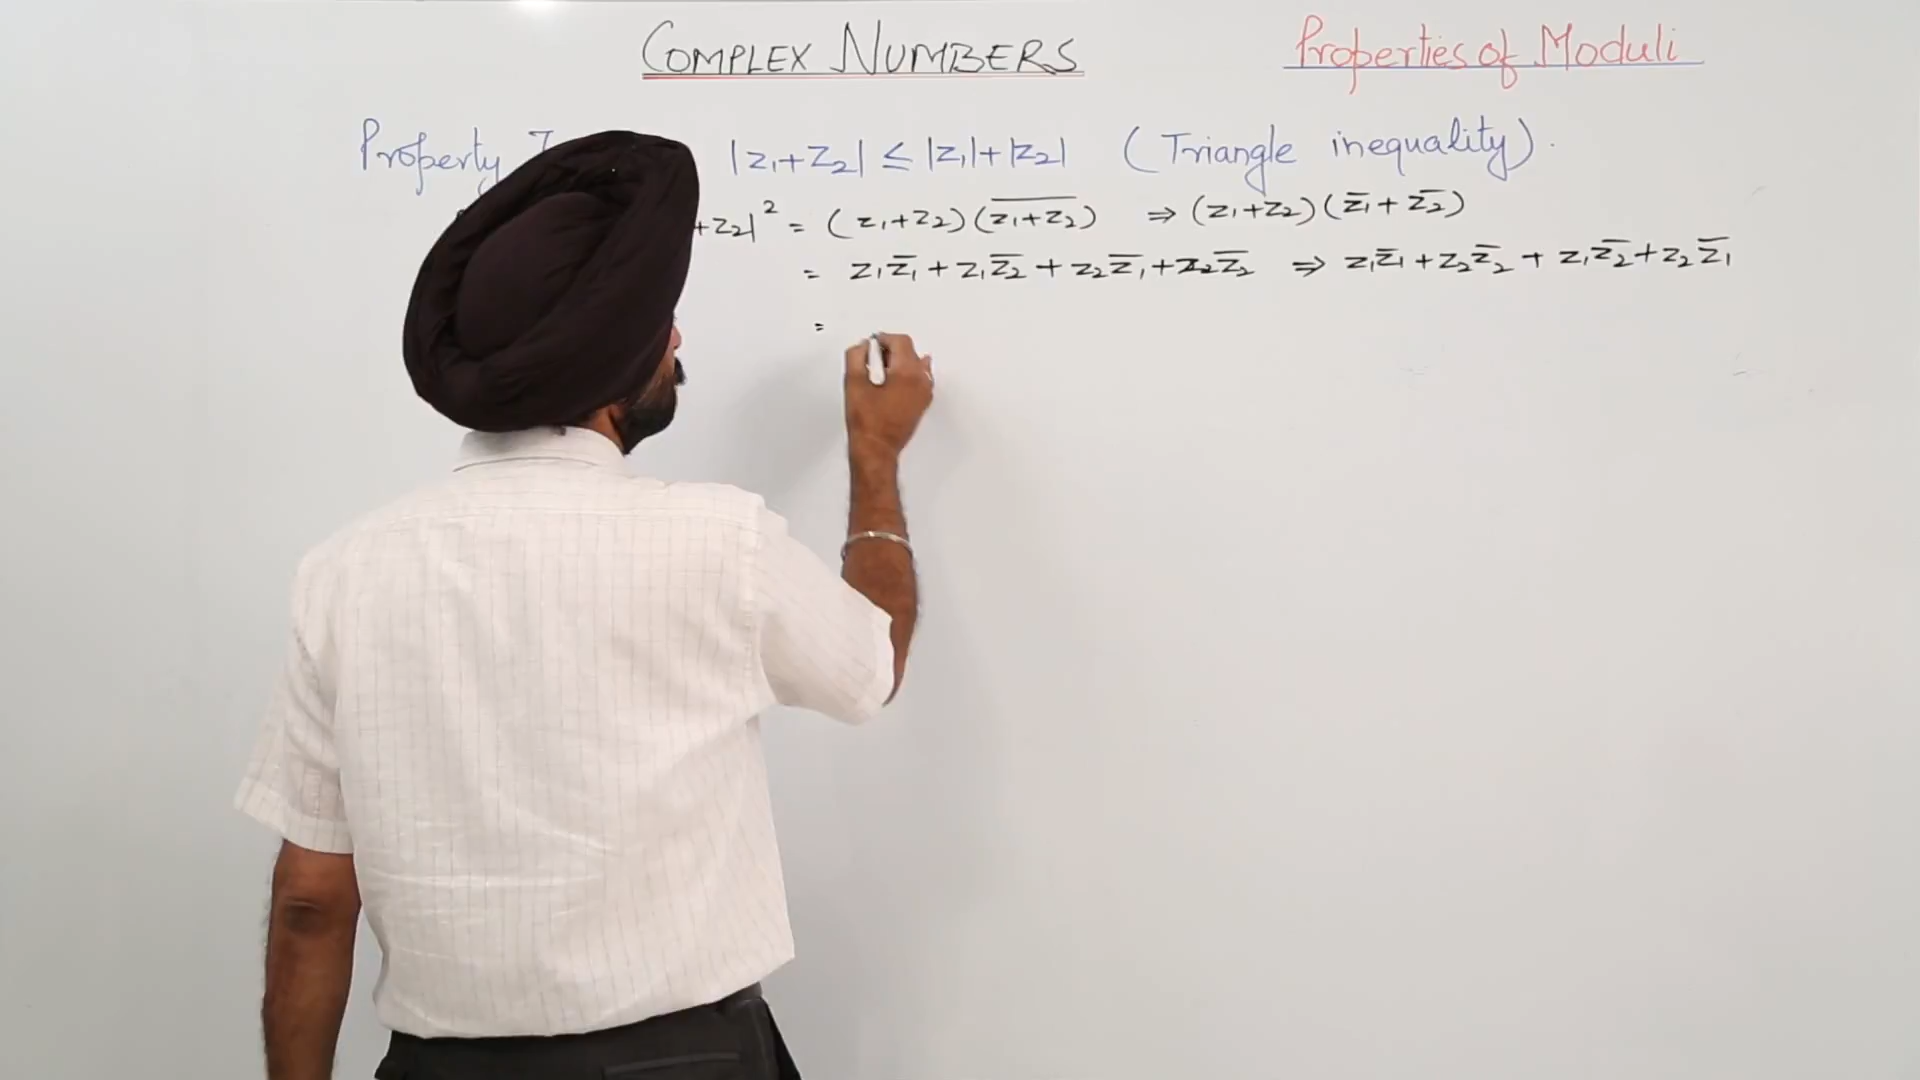 COMPLEX NUMBERS
Properties of Moduli
Property |z₁+z₂| ≤ |z₁|+|z₂| (Triangle inequality).
+z₂|² = (z₁+z₂)(z̅₁̅+̅z̅₂̅) ⇒ (z₁+z₂)(z̅₁+z̅₂)
= z₁z̅₁ + z₁z̅₂ + z₂z̅₁ + z₂z̅₂ ⇒ z₁z̅₁ + z₂z̅₂ + z₁z̅₂ + z₂z̅₁
=